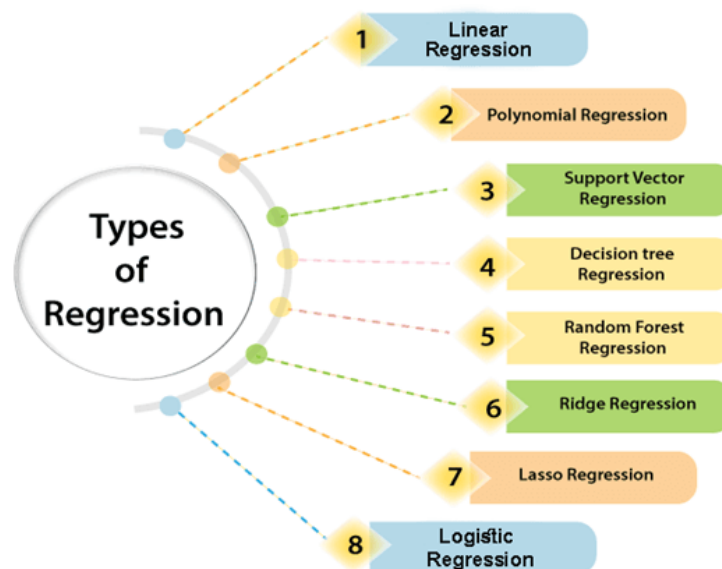 Types
of
Regression
1
Linear
Regression
2
Polynomial Regression
3
Support Vector
Regression
4
Decision tree
Regression
5
Random Forest
Regression
6
Ridge Regression
7
Lasso Regression
8
Logistic
Regression